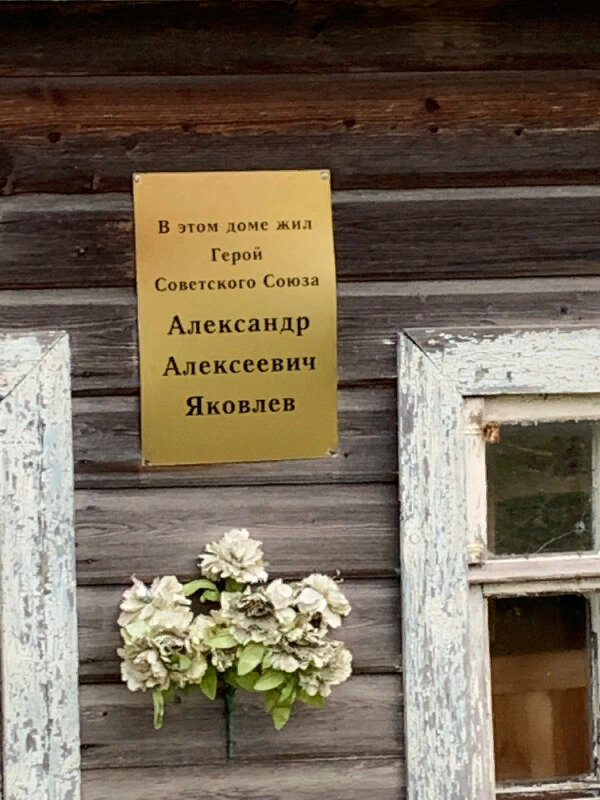 В этом доме жил
Герой
Советского Союза
Александр
Алексеевич
Яковлев